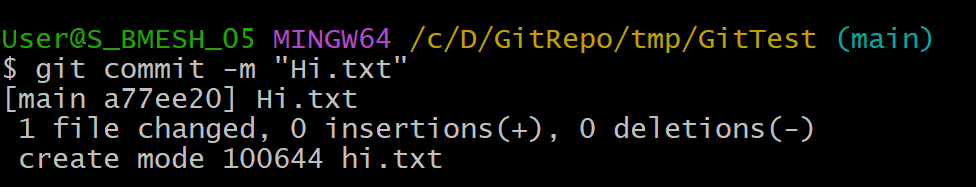 User@S_BMESH_05 MINGW64 /c/D/GitRepo/tmp/GitTest (main)
$ git commit -m "Hi.txt"
[main a77ee20] Hi.txt
 1 file changed, 0 insertions(+), 0 deletions(-)
 create mode 100644 hi.txt